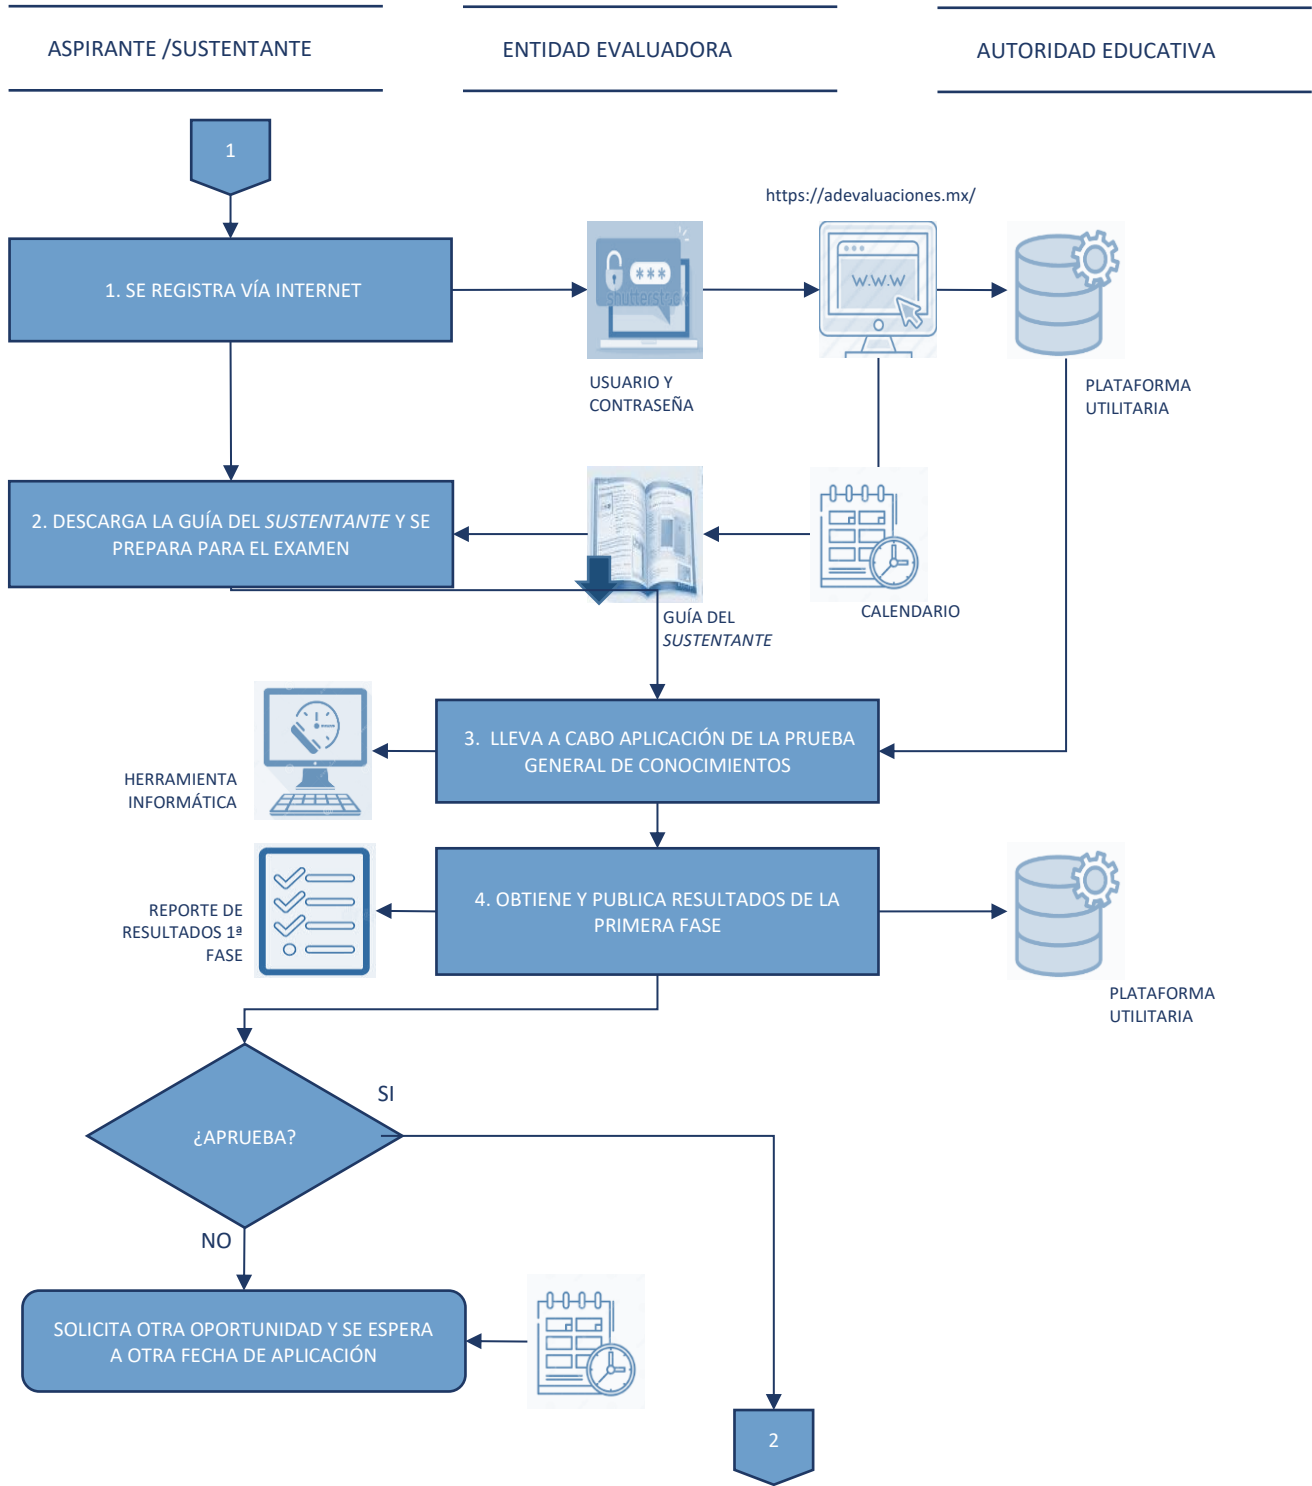 ASPIRANTE /SUSTENTANTE
ENTIDAD EVALUADORA
AUTORIDAD EDUCATIVA
1
https://adevaluaciones.mx/
1. SE REGISTRA VÍA INTERNET
***
shutterstock
W.W.W
USUARIO Y
CONTRASEÑA
PLATAFORMA
UTILITARIA
2. DESCARGA LA GUÍA DEL SUSTENTANTE Y SE
PREPARA PARA EL EXAMEN
GUÍA DEL
SUSTENTANTE
CALENDARIO
3. LLEVA A CABO APLICACIÓN DE LA PRUEBA
GENERAL DE CONOCIMIENTOS
HERRAMIENTA
INFORMÁTICA
4. OBTIENE Y PUBLICA RESULTADOS DE LA
PRIMERA FASE
REPORTE DE
RESULTADOS 1ª
FASE
PLATAFORMA
UTILITARIA
SI
¿APRUEBA?
NO
SOLICITA OTRA OPORTUNIDAD Y SE ESPERA
A OTRA FECHA DE APLICACIÓN
2